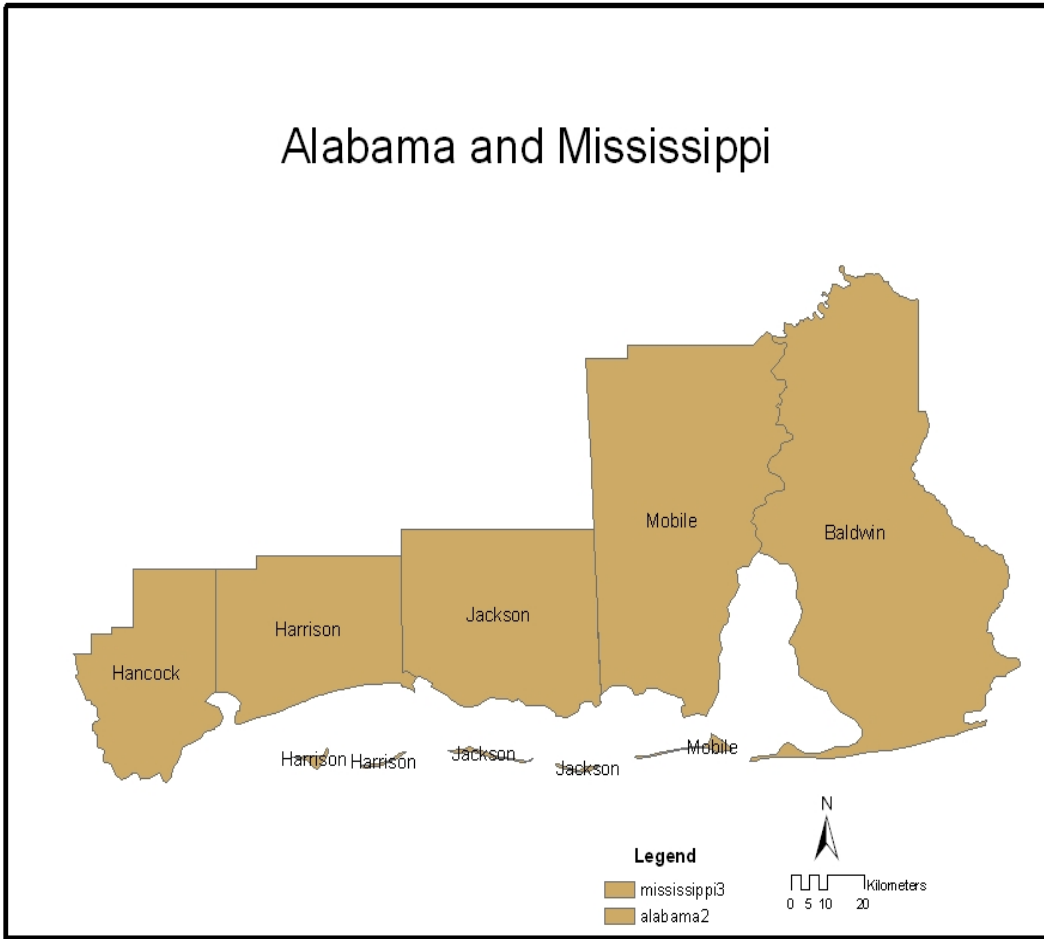 Alabama and Mississippi
Mobile
Baldwin
Jackson
Harrison
Hancock
Harrison
Harrison
Jackson
Jackson
Mobile
N
Legend
mississippi3
alabama2
Kilometers
0 5 10 20